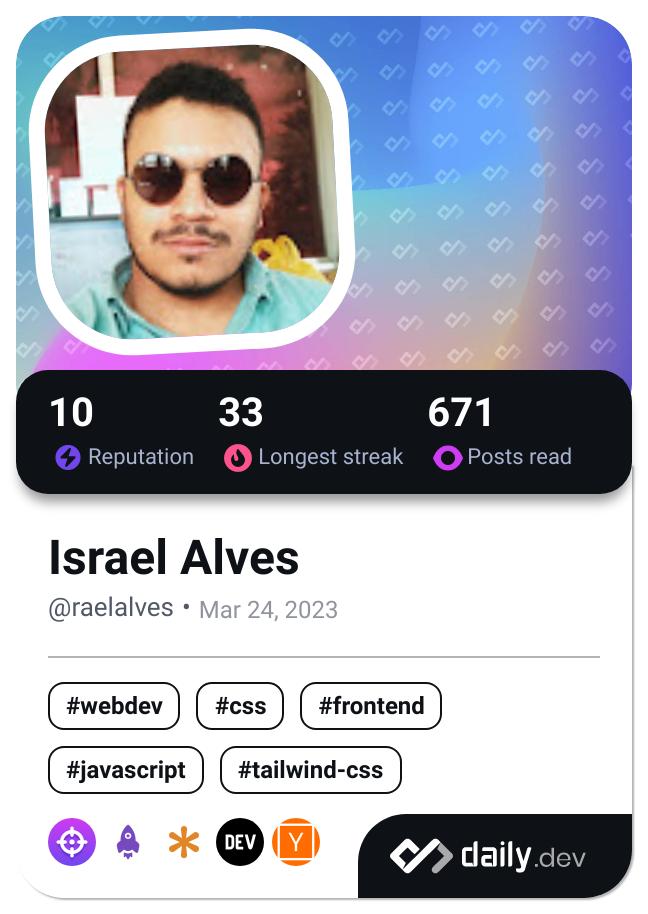 10 33 671
Reputation Longest streak Posts read
Israel Alves
@raelalves • Mar 24, 2023
#webdev #css #frontend
#javascript #tailwind-css
DEV Y daily.dev